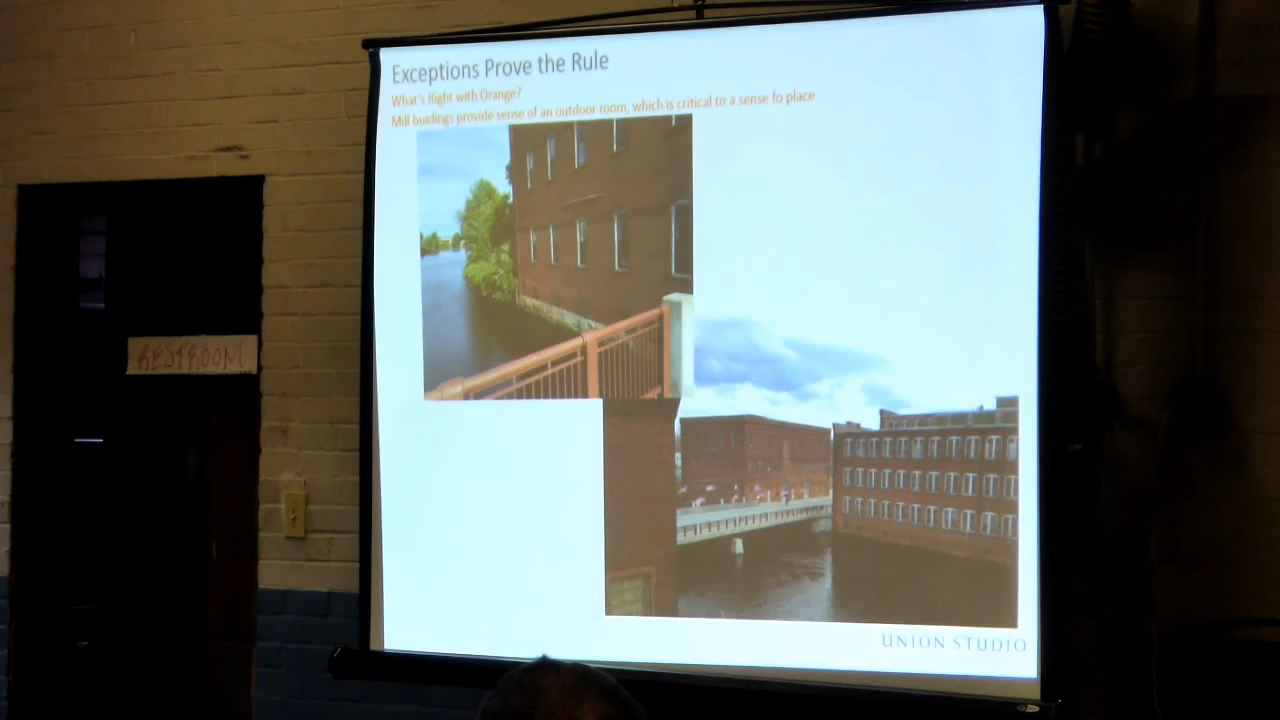 Exceptions Prove the Rule
What's Right with Orange?
Mill buidings provide sense of an outdoor room, which is critical to a sense fo place
RESTROOM
UNION STUDIO